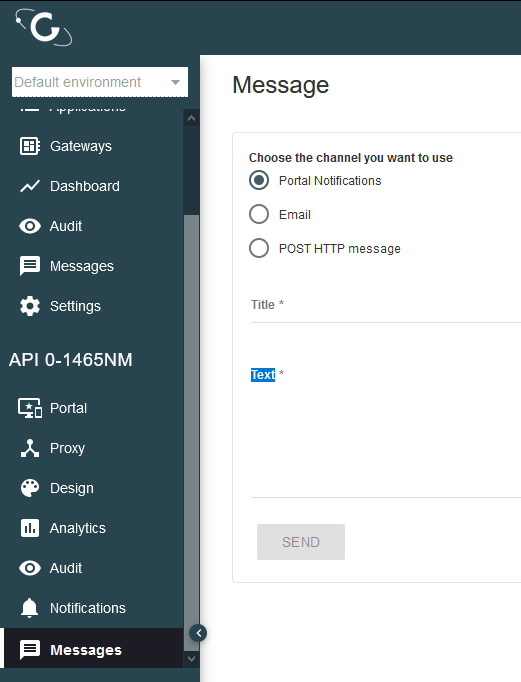 Default environment
Applications
Gateways
Dashboard
Audit
Messages
Settings
API 0-1465NM
Portal
Proxy
Design
Analytics
Audit
Notifications
Messages
Message
Choose the channel you want to use
Portal Notifications
Email
POST HTTP message
Title *
Text *
SEND